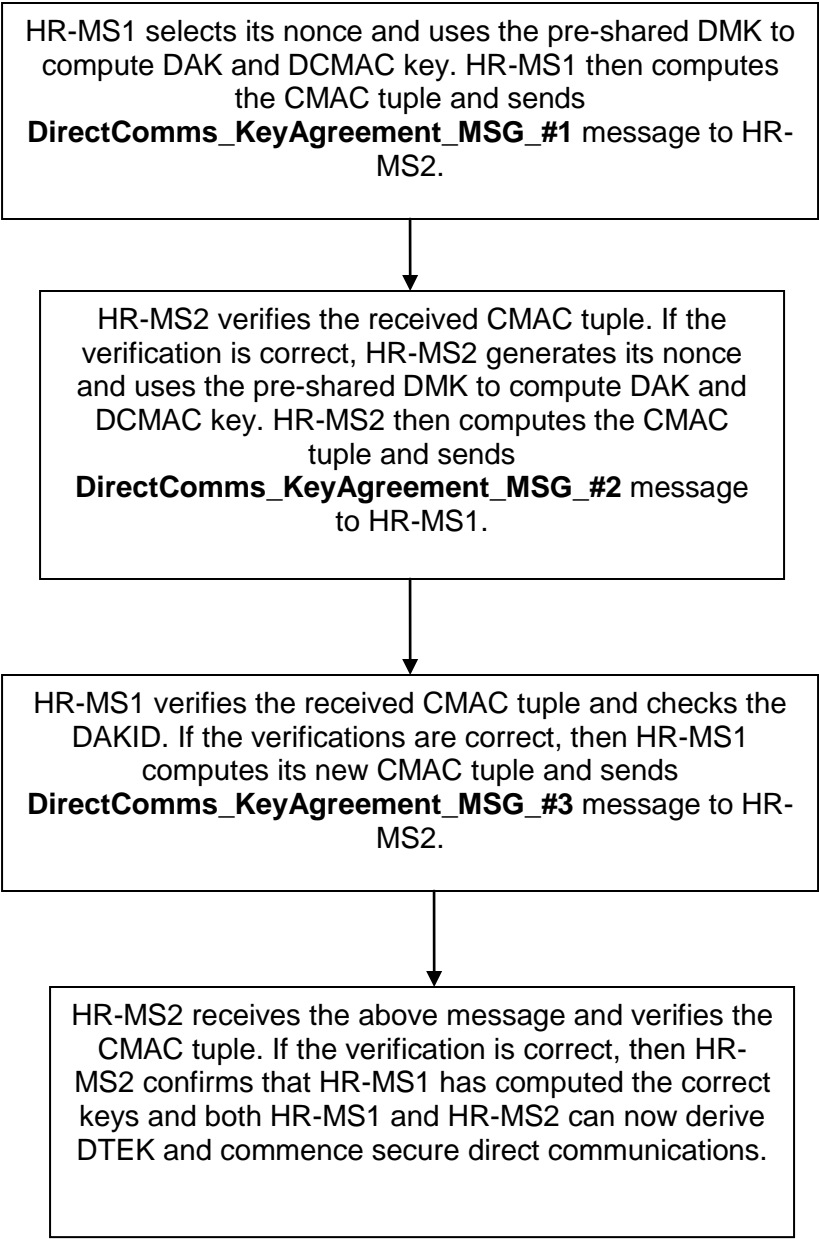 HR-MS1 selects its nonce and uses the pre-shared DMK to
compute DAK and DCMAC key. HR-MS1 then computes
the CMAC tuple and sends
DirectComms_KeyAgreement_MSG_#1 message to HR-
MS2.
HR-MS2 verifies the received CMAC tuple. If the
verification is correct, HR-MS2 generates its nonce
and uses the pre-shared DMK to compute DAK and
DCMAC key. HR-MS2 then computes the CMAC
tuple and sends
DirectComms_KeyAgreement_MSG_#2 message
to HR-MS1.
HR-MS1 verifies the received CMAC tuple and checks the
DAKID. If the verifications are correct, then HR-MS1
computes its new CMAC tuple and sends
DirectComms_KeyAgreement_MSG_#3 message to HR-
MS2.
HR-MS2 receives the above message and verifies the
CMAC tuple. If the verification is correct, then HR-
MS2 confirms that HR-MS1 has computed the correct
keys and both HR-MS1 and HR-MS2 can now derive
DTEK and commence secure direct communications.